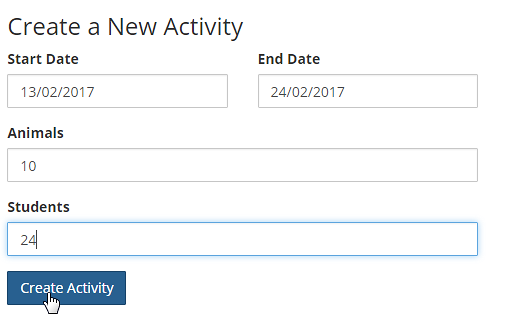 Create a New Activity
Start Date End Date
13/02/2017 24/02/2017
Animals
10
Students
24
Create Activity